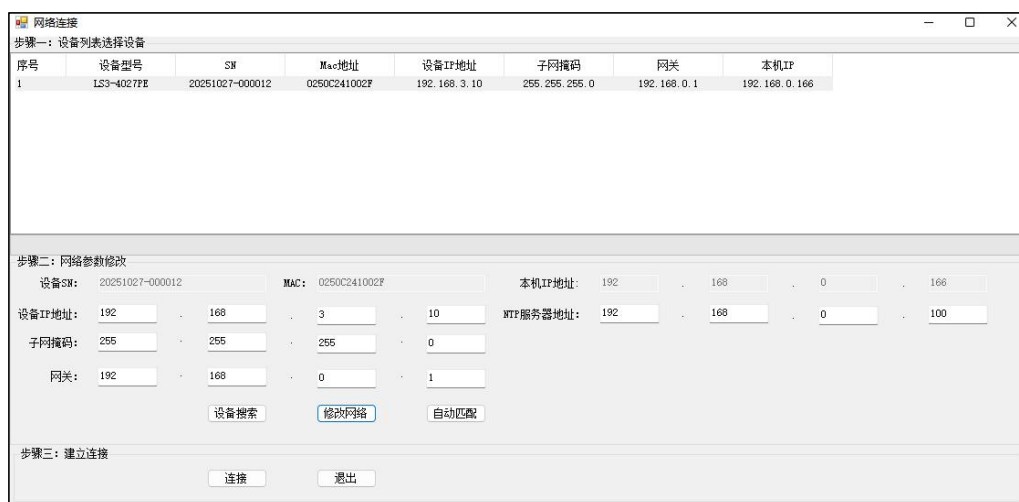 网络连接
步骤一：设备列表选择设备
序号 设备型号 SN Mac地址 设备IP地址 子网掩码 网关 本机IP
1 LS3-4027PE 20251027-000012 0250C241002F 192.168.3.10 255.255.255.0 192.168.0.1 192.168.0.166
步骤二：网络参数修改
设备SN: 20251027-000012 MAC: 0250C241002F 本机IP地址: 192 . 168 . 0 . 166
设备IP地址: 192 . 168 . 3 . 10 NTP服务器地址: 192 . 168 . 0 . 100
子网掩码: 255 . 255 . 255 . 0
网关: 192 . 168 . 0 . 1
设备搜索 修改网络 自动匹配
步骤三：建立连接
连接 退出